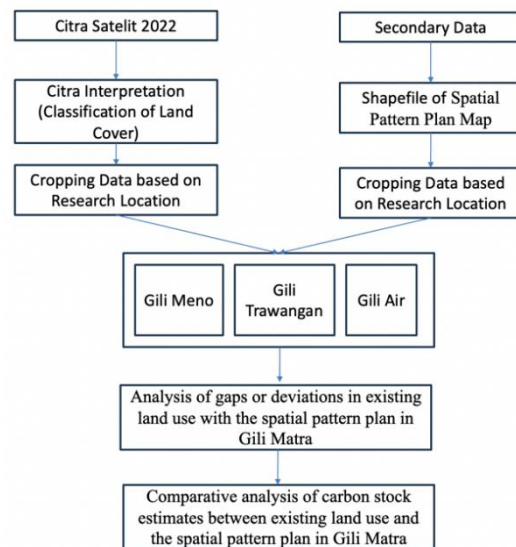 Citra Satelit 2022
Secondary Data
Citra Interpretation
(Classification of Land
Cover)
Shapefile of Spatial
Pattern Plan Map
Cropping Data based on
Research Location
Cropping Data based
on Research Location
Gili Meno
Gili
Trawangan
Gili Air
Analysis of gaps or deviations in existing
land use with the spatial pattern plan in
Gili Matra
Comparative analysis of carbon stock
estimates between existing land use and
the spatial pattern plan in Gili Matra